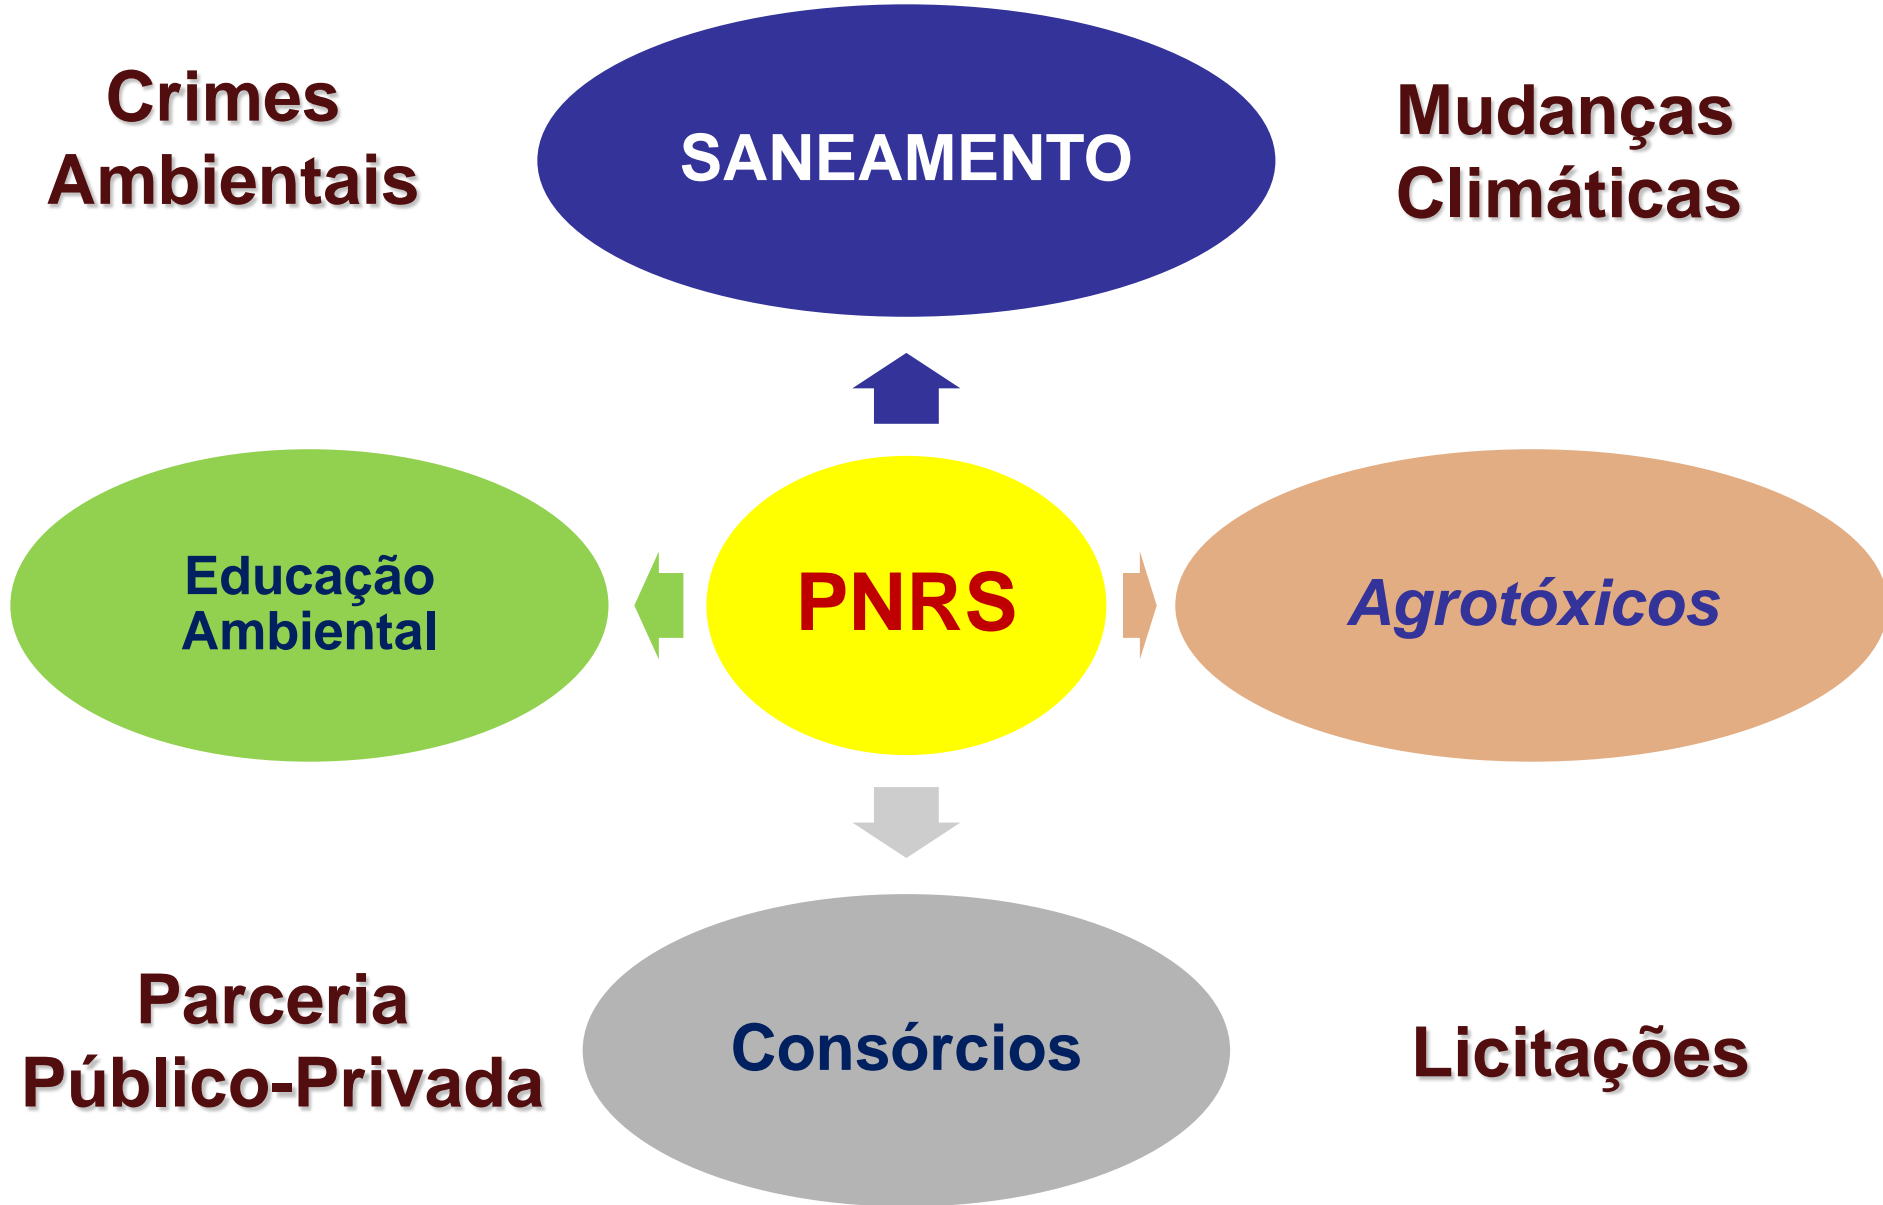 Crimes
Ambientais
SANEAMENTO
Mudanças
Climáticas
Educação
Ambiental
PNRS
Agrotóxicos
Parceria
Público-Privada
Consórcios
Licitações